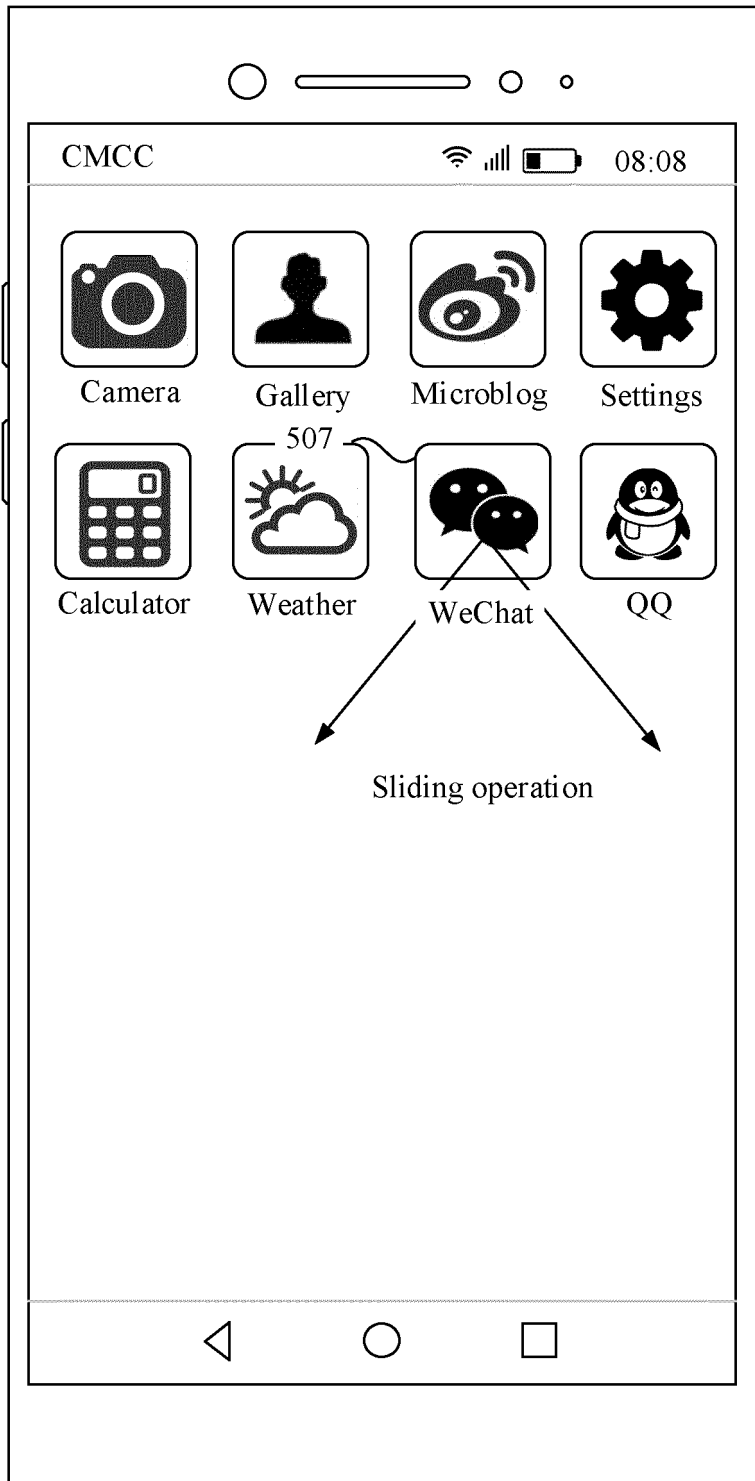 CMCC 08:08
Camera Gallery Microblog Settings
507
Calculator Weather WeChat QQ
Sliding operation